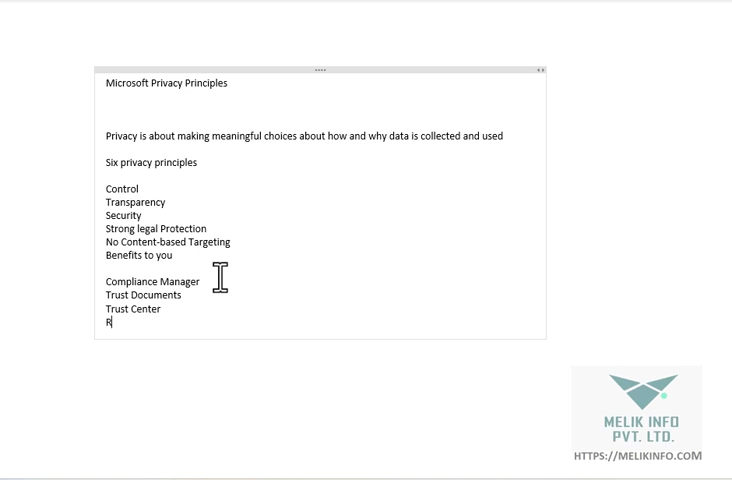 Microsoft Privacy Principles
Privacy is about making meaningful choices about how and why data is collected and used
Six privacy principles
Control
Transparency
Security
Strong legal Protection
No Content-based Targeting
Benefits to you
Compliance Manager
Trust Documents
Trust Center
R
MELIK INFO
PVT. LTD.
HTTPS://MELIKINFO.COM